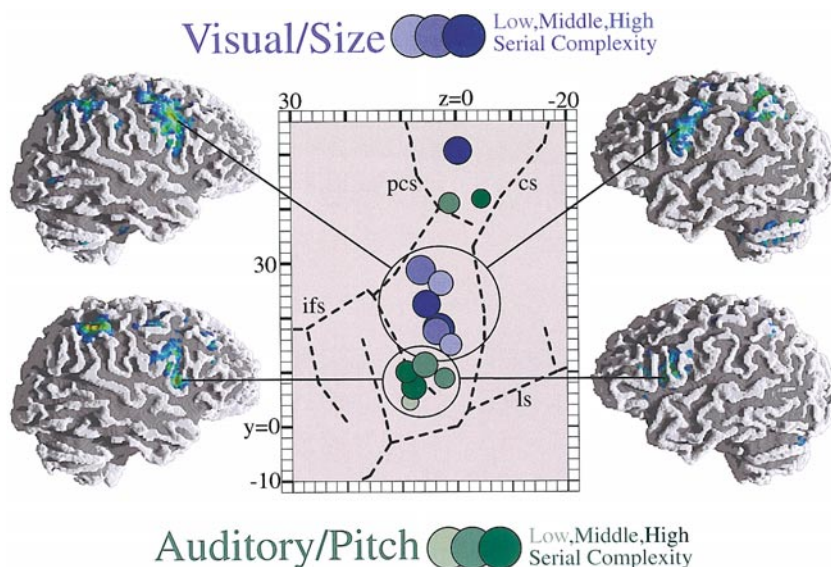 Visual/Size
Low,Middle,High
Serial Complexity
30
z=0
-20
pcs
cs
30
ifs
ls
y=0
-10
Auditory/Pitch
Low,Middle,High
Serial Complexity